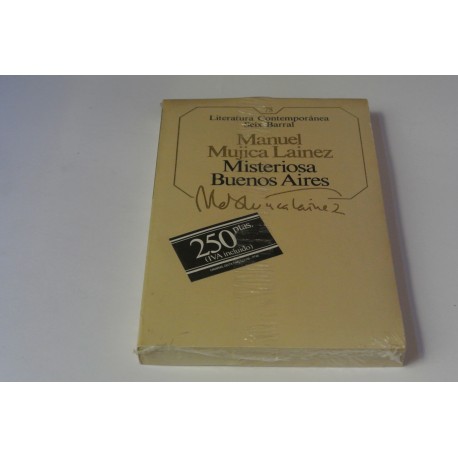 Literatura Contemporánea
Seix Barral
Manuel
Mujica Lainez
Misteriosa
Buenos Aires
250 ptas.
(IVA incluido)